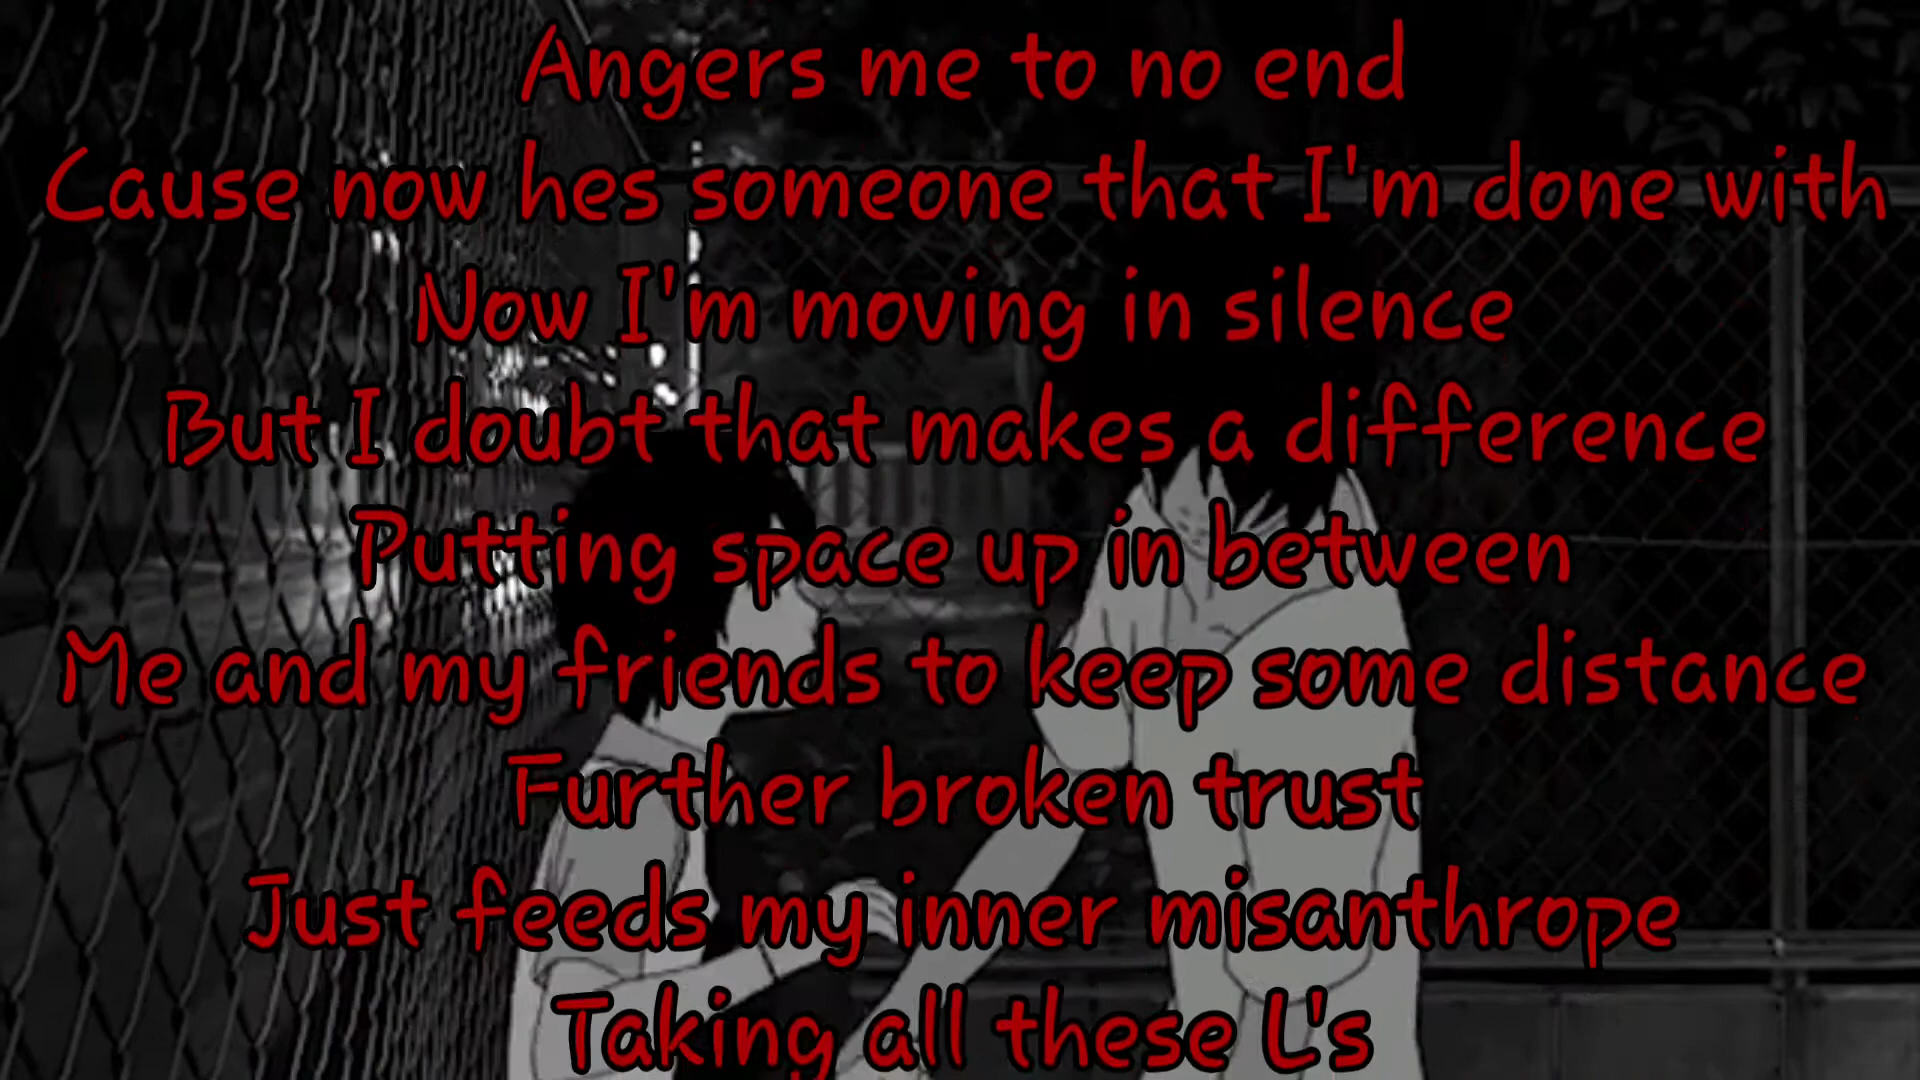 Angers me to no end
Cause now hes someone that I'm done with
Now I'm moving in silence
But I doubt that makes a difference
Putting space up in between
Me and my friends to keep some distance
Further broken trust
Just feeds my inner misanthrope
Taking all these L's